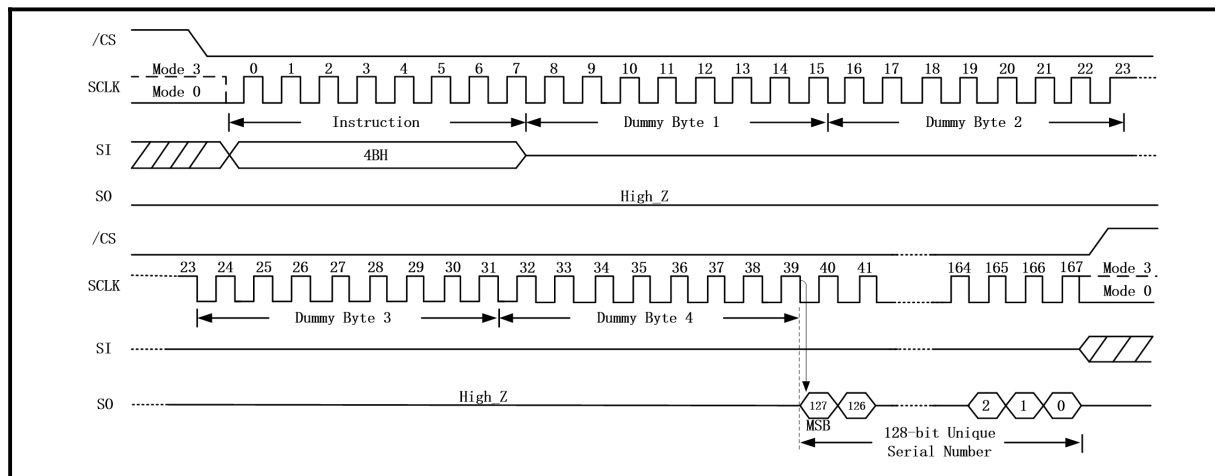 /CS
Mode 3
0 1 2 3 4 5 6 7 8 9 10 11 12 13 14 15 16 17 18 19 20 21 22 23
SCLK
Mode 0
Instruction
Dummy Byte 1
Dummy Byte 2
SI
4BH
SO
High_Z
/CS
23 24 25 26 27 28 29 30 31 32 33 34 35 36 37 38 39 40 41 164 165 166 167
Mode 3
SCLK
Mode 0
Dummy Byte 3
Dummy Byte 4
SI
SO
High_Z
127 126 2 1 0
MSB
128-bit Unique
Serial Number